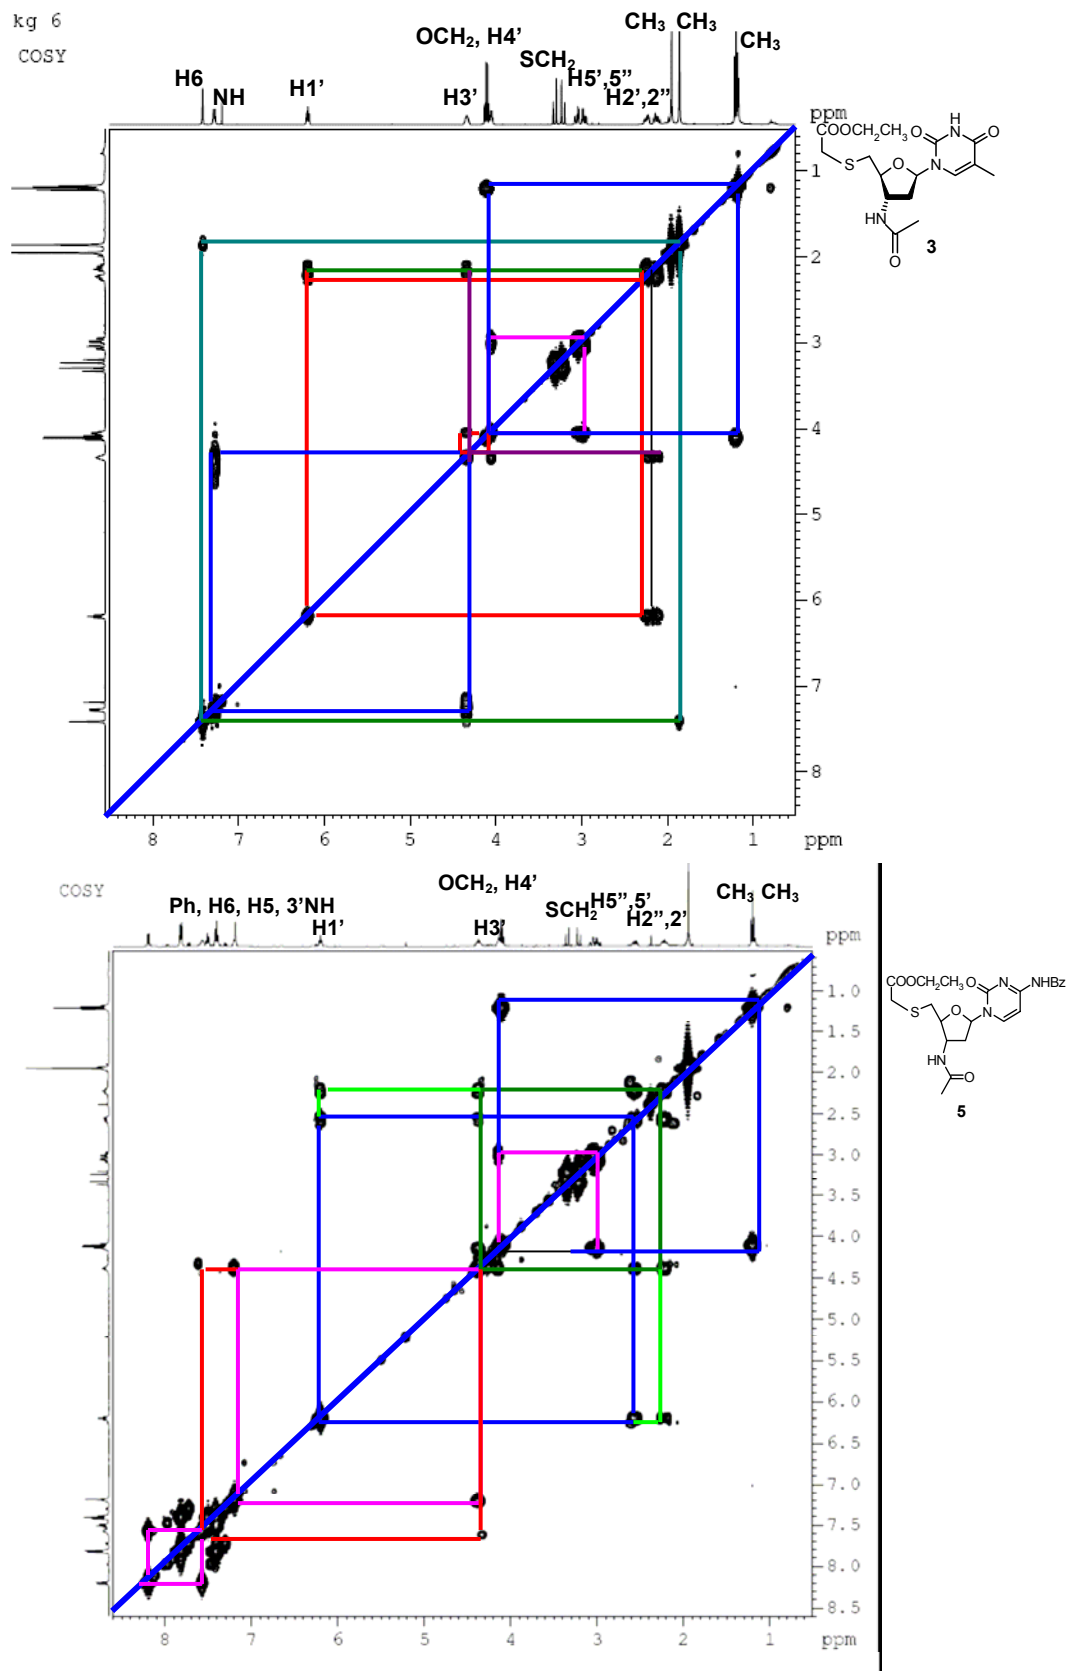 kg 6
COSY
OCH₂, H4'
CH₃ CH₃
CH₃
SCH₂
H6
NH
H1'
H3'
H5',5''
H2',2''
ppm
1
2
3
4
5
6
7
8
8 7 6 5 4 3 2 1 ppm
COOCH₂CH₃
S
O
O
H
N
O
N
HN
O
3
COSY
OCH₂, H4'
Ph, H6, H5, 3'NH
H1'
H3'
SCH₂
H5'',5'
H2'',2'
CH₃ CH₃
ppm
1.0
1.5
2.0
2.5
3.0
3.5
4.0
4.5
5.0
5.5
6.0
6.5
7.0
7.5
8.0
8.5
8 7 6 5 4 3 2 1 ppm
COOCH₂CH₃
S
O
O
N
NHBz
N
HN
O
5